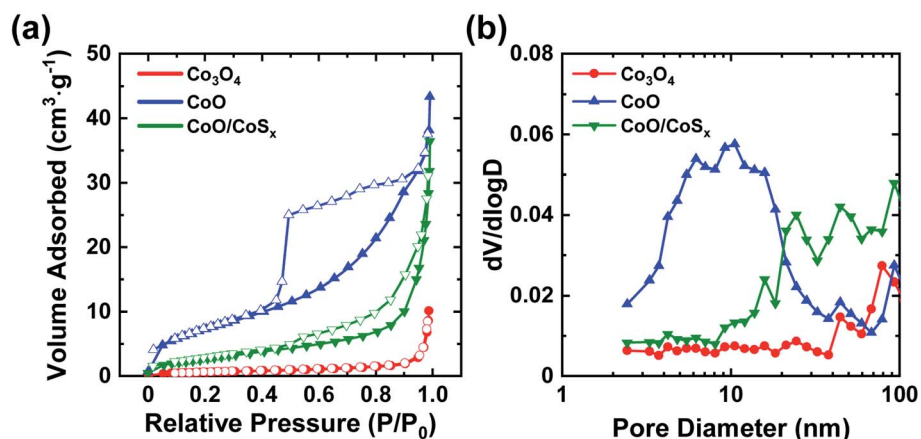 (a)
Volume Adsorbed (cm³·g⁻¹)
50
40
30
20
10
0
Co₃O₄
CoO
CoO/CoSₓ
0.0 0.2 0.4 0.6 0.8 1.0
Relative Pressure (P/P₀)
(b)
dV/dlogD
0.08
0.06
0.04
0.02
0.00
Co₃O₄
CoO
CoO/CoSₓ
1 10 100
Pore Diameter (nm)